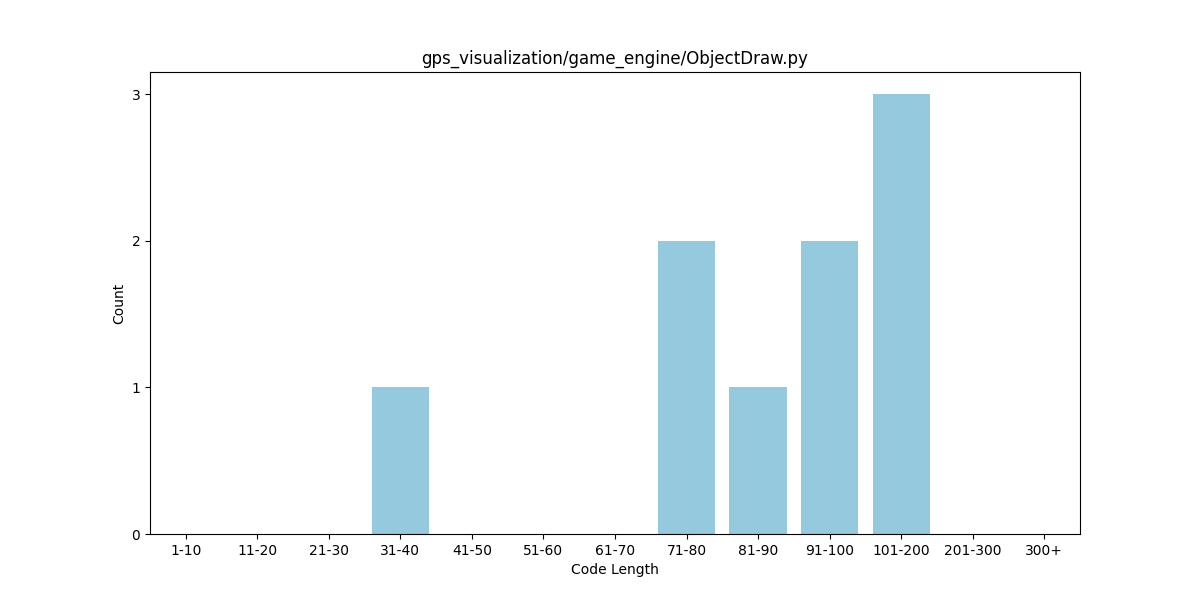 gps_visualization/game_engine/ObjectDraw.py
Count
3
2
1
0
1-10 11-20 21-30 31-40 41-50 51-60 61-70 71-80 81-90 91-100 101-200 201-300 300+
Code Length